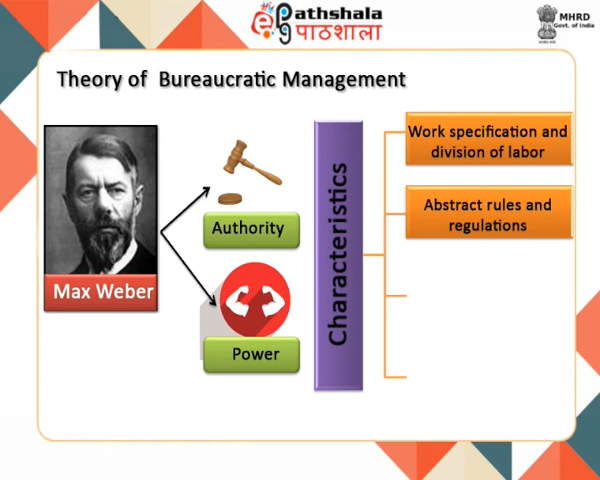 ePG Pathshala
पाठशाला
MHRD
Govt. of India
Theory of Bureaucratic Management
Max Weber
Authority
Power
Characteristics
Work specification and
division of labor
Abstract rules and
regulations